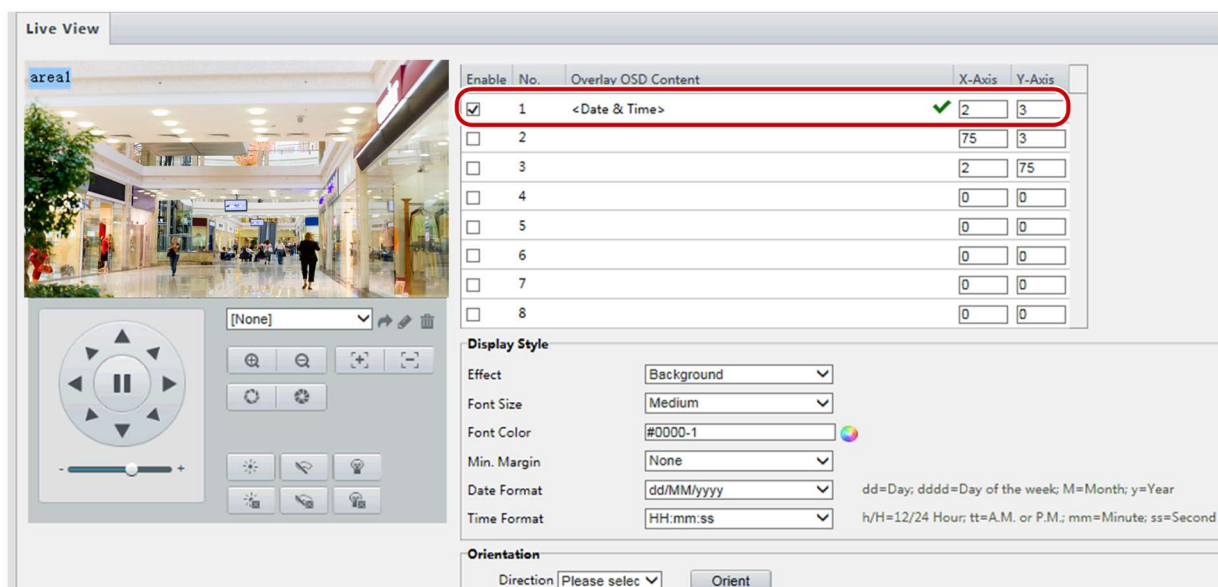 Live View
area1
Enable No. Overlay OSD Content X-Axis Y-Axis
1 <Date & Time> 2 3
2 75 3
3 2 75
4 0 0
5 0 0
6 0 0
7 0 0
8 0 0
[None]
- +
Display Style
Effect Background
Font Size Medium
Font Color #0000-1
Min. Margin None
Date Format dd/MM/yyyy dd=Day; dddd=Day of the week; M=Month; y=Year
Time Format HH:mm:ss h/H=12/24 Hour; tt=A.M. or P.M.; mm=Minute; ss=Second
Orientation
Direction Please selec Orient